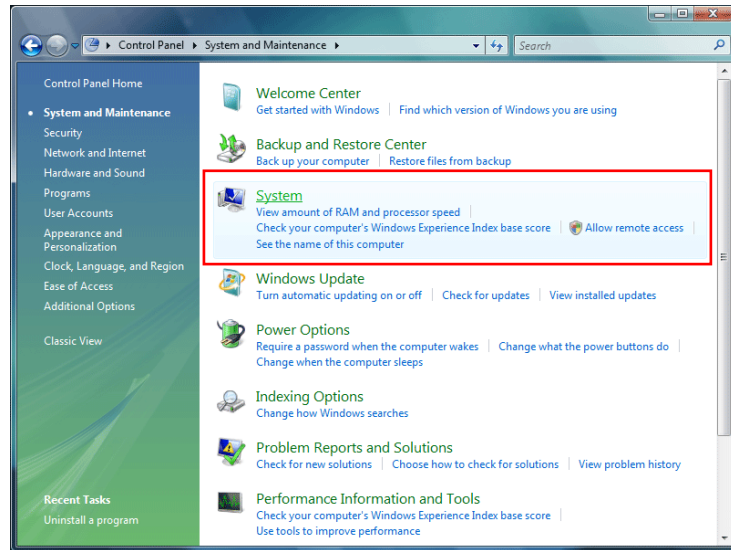 Control Panel System and Maintenance Search
Control Panel Home
System and Maintenance
Security
Network and Internet
Hardware and Sound
Programs
User Accounts
Appearance and
Personalization
Clock, Language, and Region
Ease of Access
Additional Options
Classic View
Recent Tasks
Uninstall a program
Welcome Center
Get started with Windows Find which version of Windows you are using
Backup and Restore Center
Back up your computer Restore files from backup
System
View amount of RAM and processor speed
Check your computer's Windows Experience Index base score Allow remote access
See the name of this computer
Windows Update
Turn automatic updating on or off Check for updates View installed updates
Power Options
Require a password when the computer wakes Change what the power buttons do
Change when the computer sleeps
Indexing Options
Change how Windows searches
Problem Reports and Solutions
Check for new solutions Choose how to check for solutions View problem history
Performance Information and Tools
Check your computer's Windows Experience Index base score
Use tools to improve performance